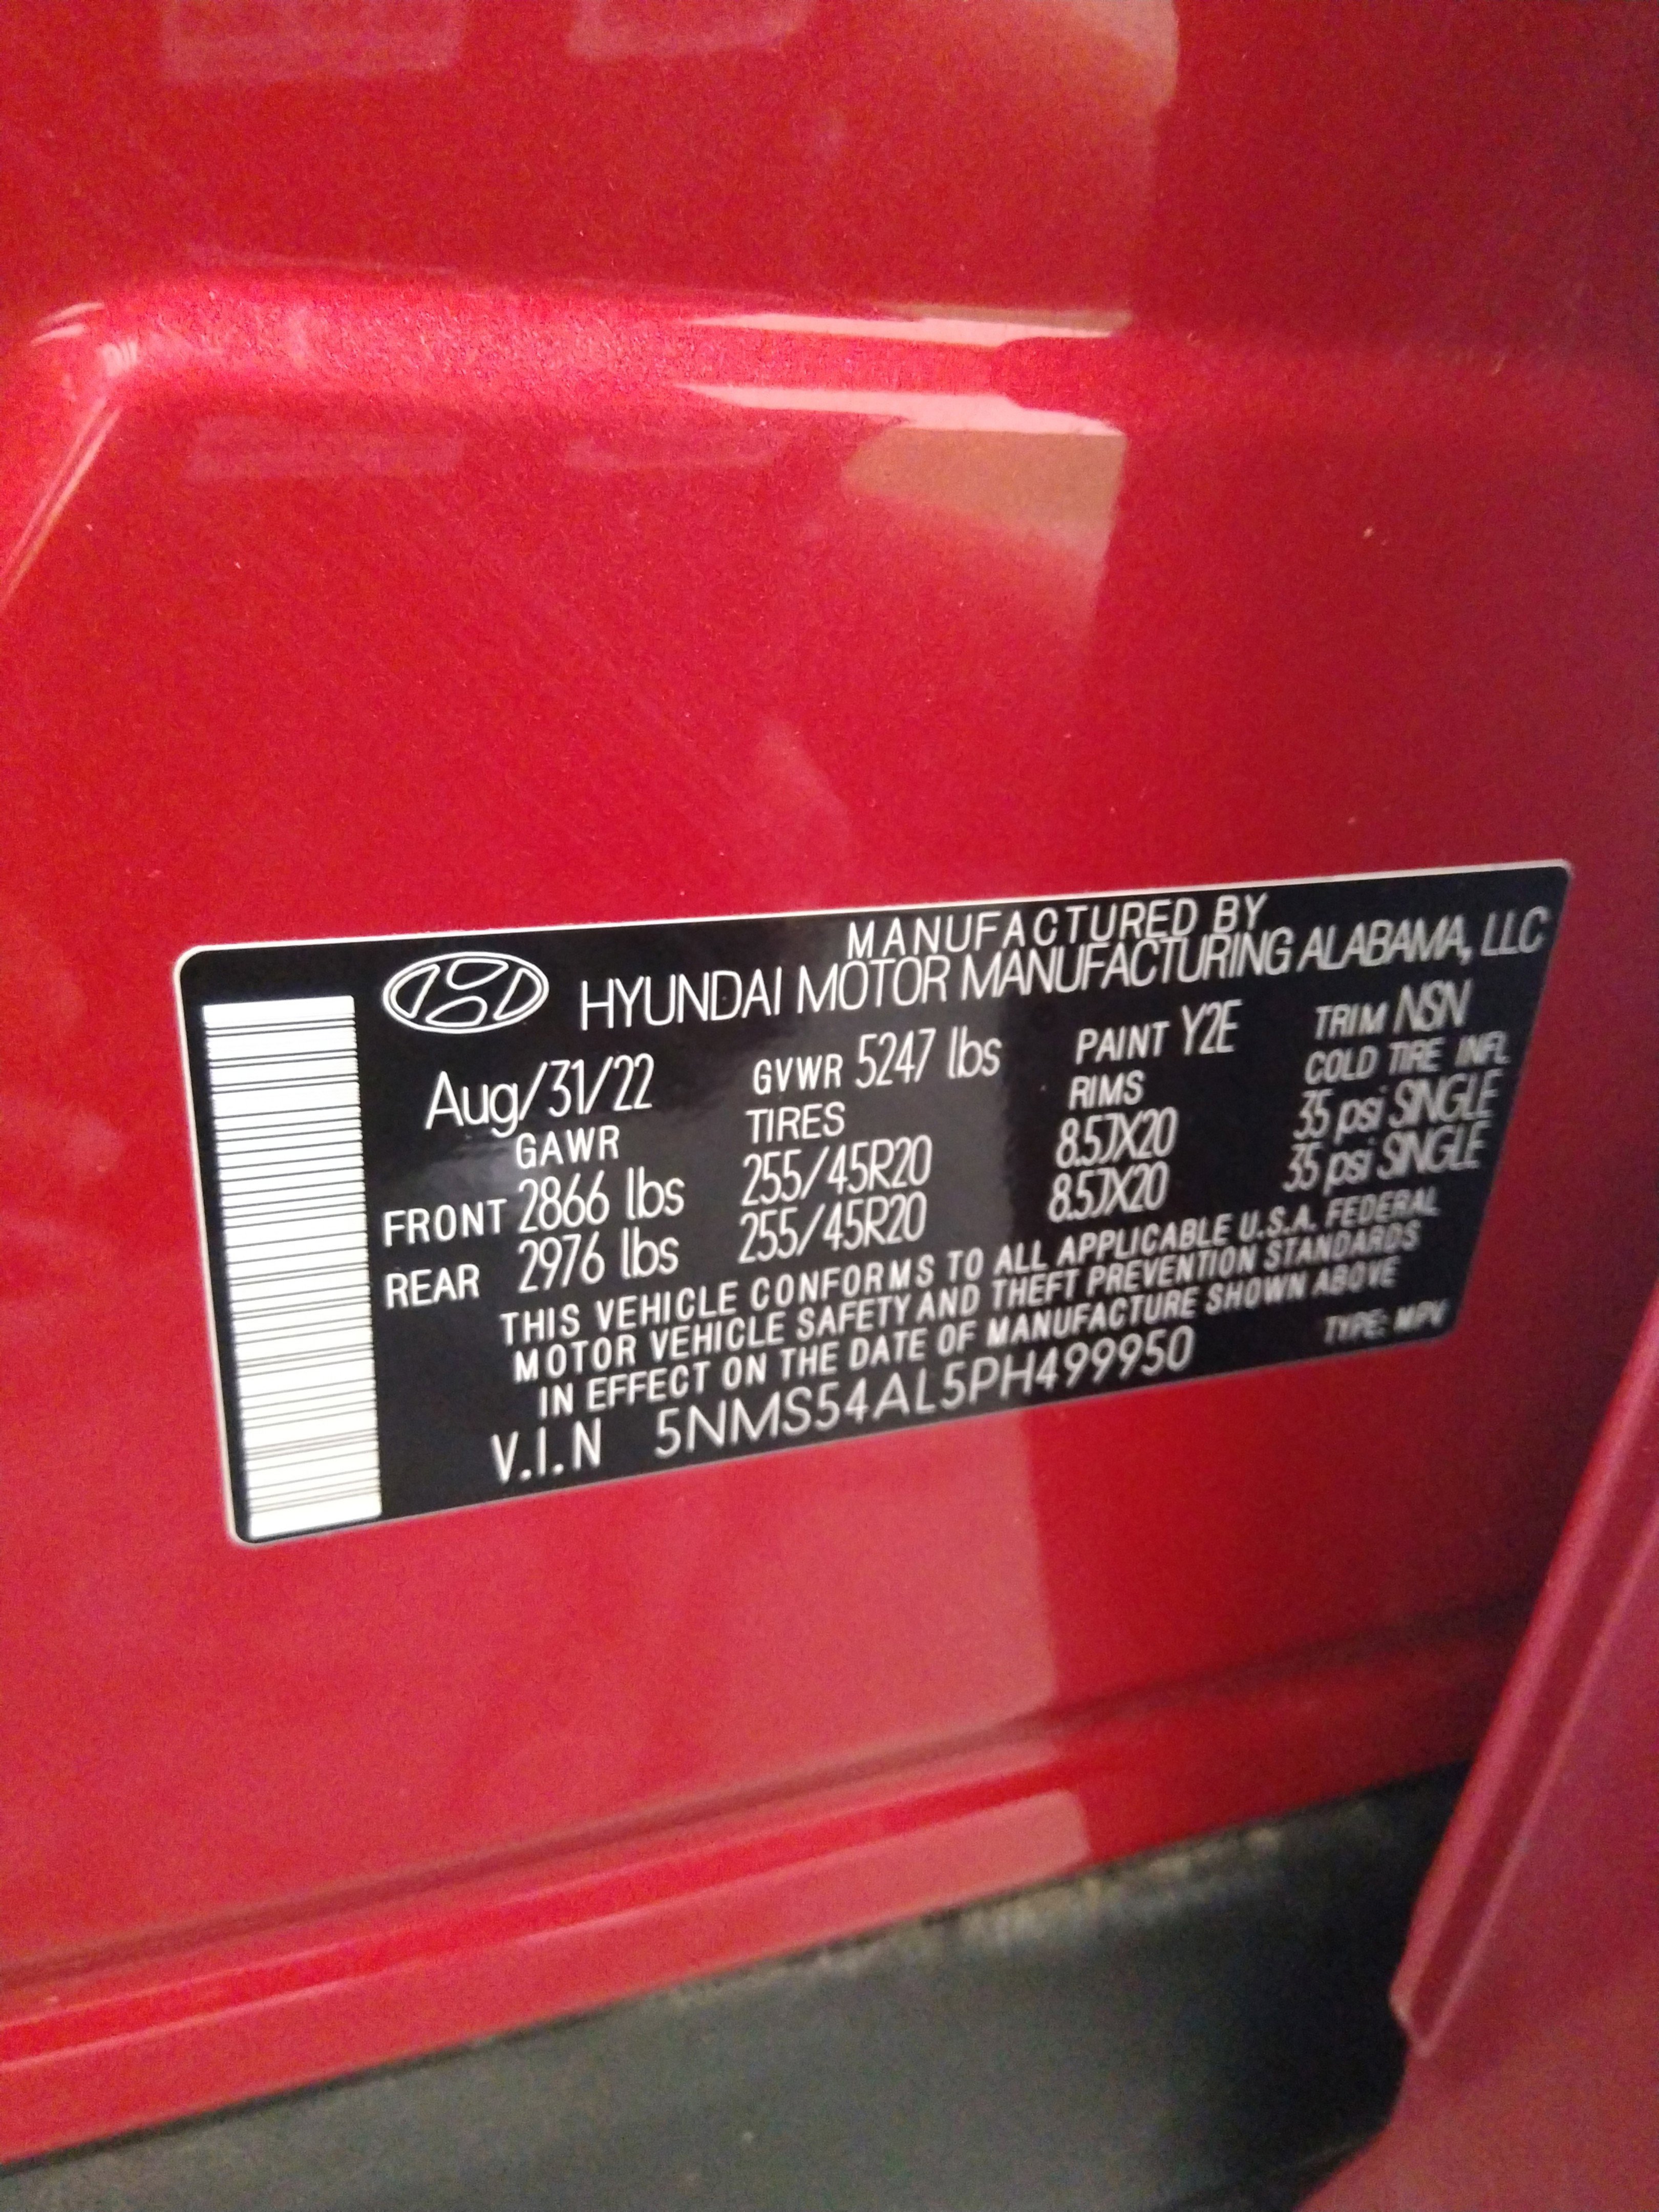 MANUFACTURED BY
HYUNDAI MOTOR MANUFACTURING ALABAMA, LLC
Aug/31/22 GVWR 5247 lbs PAINT Y2E TRIM NSN
GAWR TIRES RIMS COLD TIRE INFL
FRONT 2866 lbs 255/45R20 8.5JX20 35 psi SINGLE
REAR 2976 lbs 255/45R20 8.5JX20 35 psi SINGLE
THIS VEHICLE CONFORMS TO ALL APPLICABLE U.S.A. FEDERAL
MOTOR VEHICLE SAFETY AND THEFT PREVENTION STANDARDS
IN EFFECT ON THE DATE OF MANUFACTURE SHOWN ABOVE
V.I.N 5NMS54AL5PH499950 TYPE: MPV